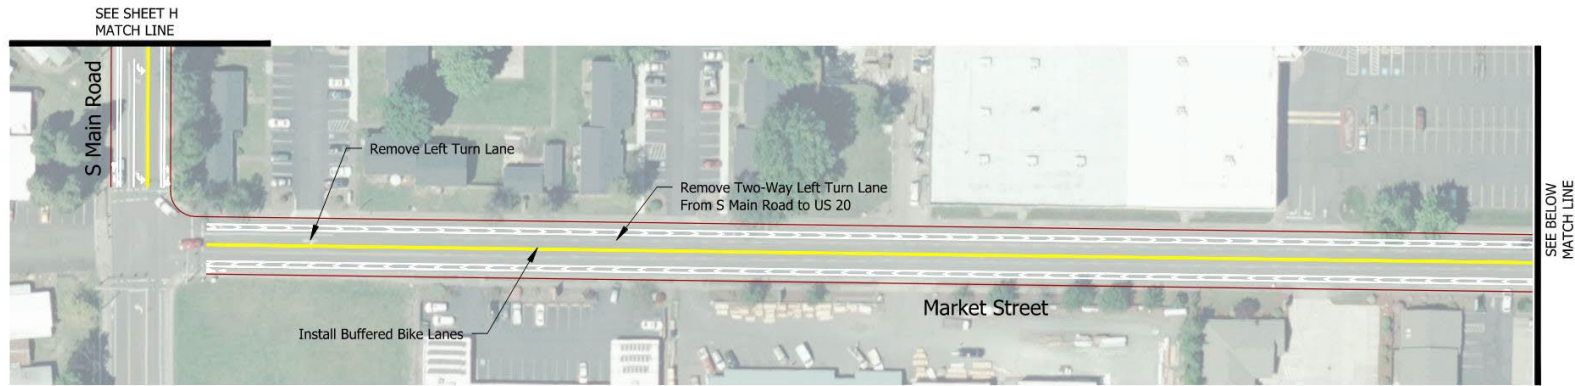 SEE SHEET H
MATCH LINE
S Main Road
Remove Left Turn Lane
Remove Two-Way Left Turn Lane
From S Main Road to US 20
SEE BELOW
MATCH LINE
Market Street
Install Buffered Bike Lanes